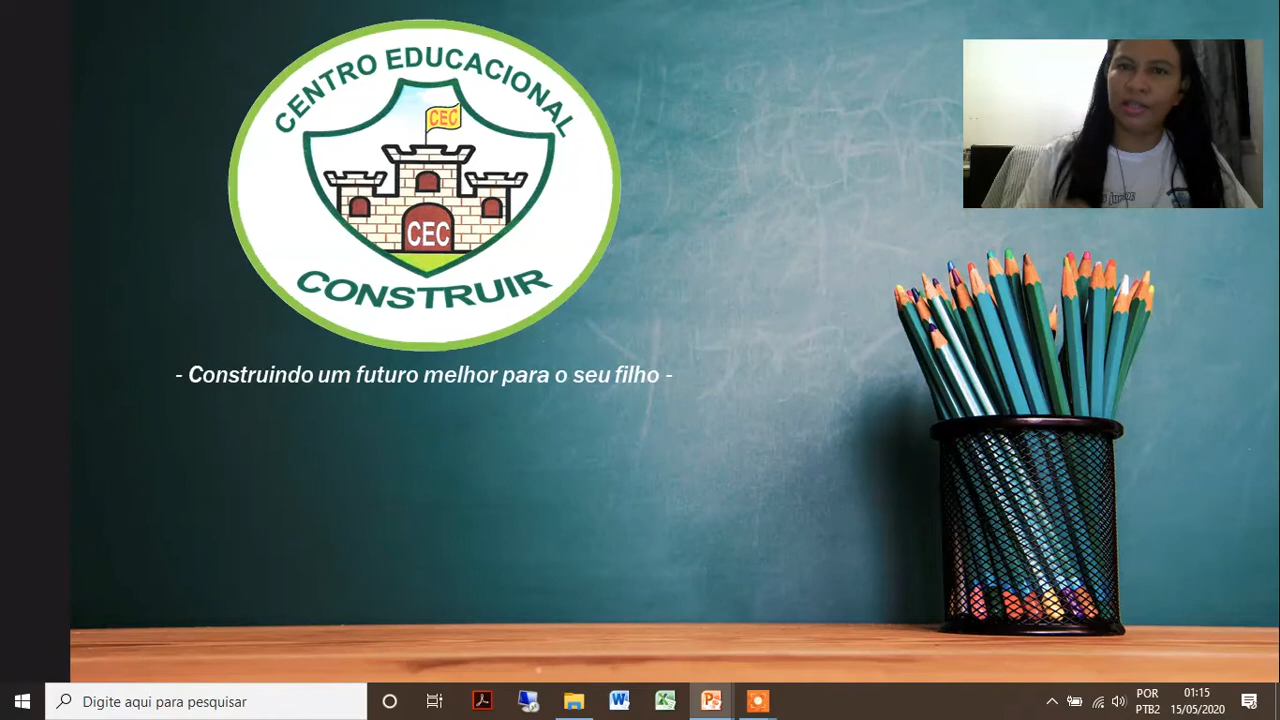 CENTRO EDUCACIONAL
CEC
CEC
CONSTRUIR
- Construindo um futuro melhor para o seu filho -
Digite aqui para pesquisar
POR
PTB2
01:15
15/05/2020